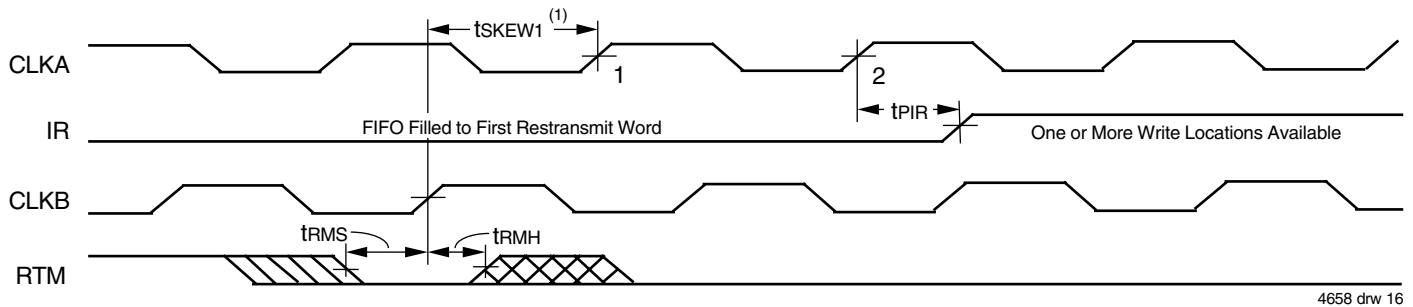 tSKEW1 (1)
CLKA
1
2
tPIR
IR
FIFO Filled to First Restransmit Word
One or More Write Locations Available
CLKB
tRMS
tRMH
RTM
4658 drw 16